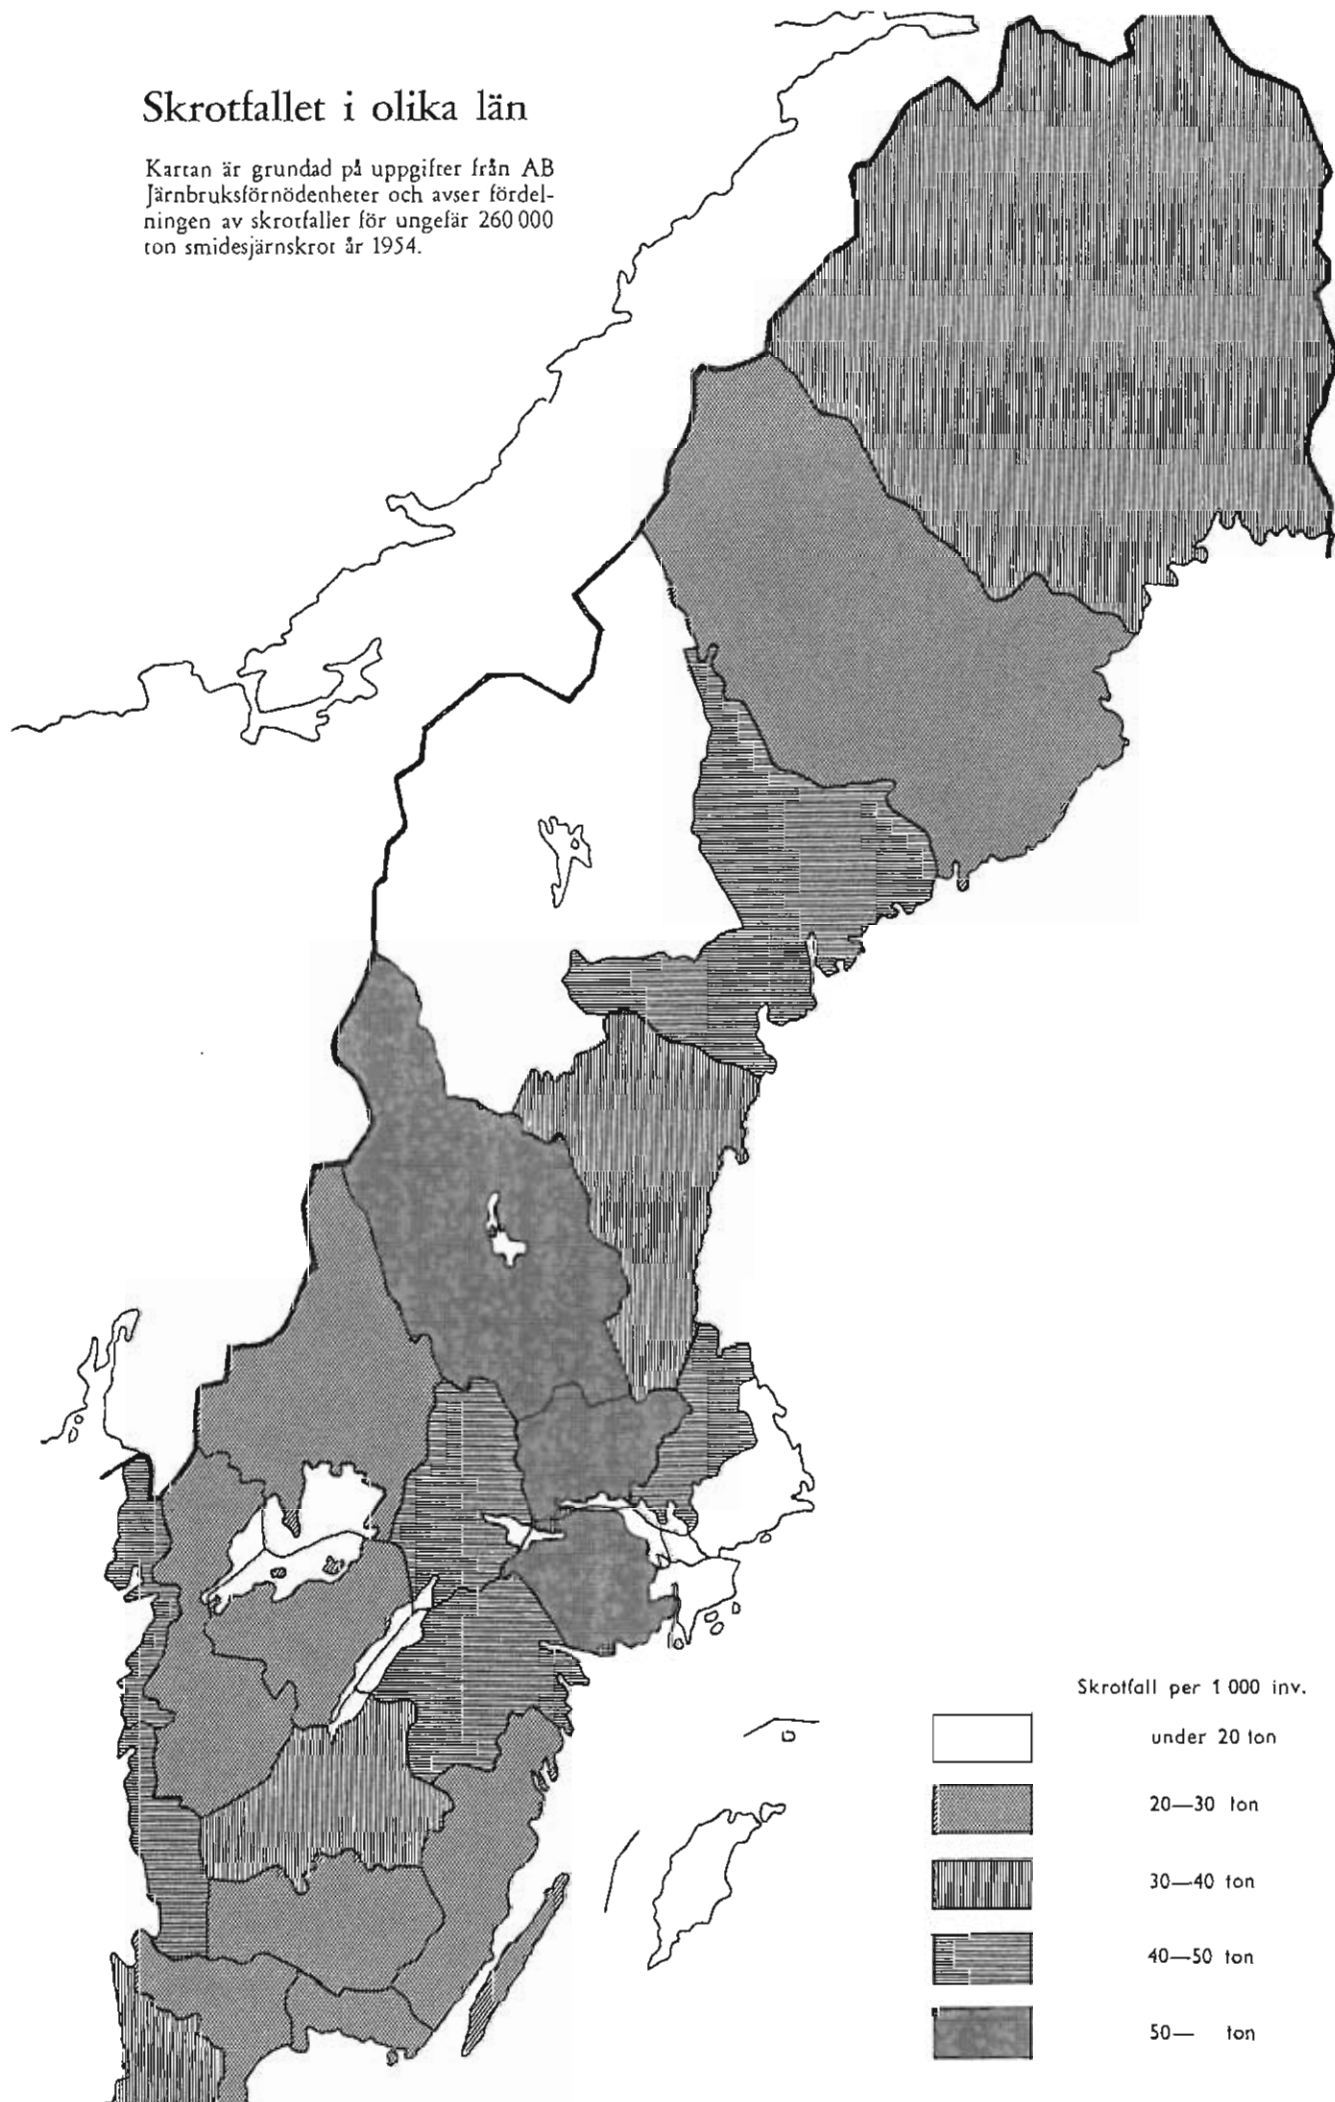 Skrotfallet i olika län
Kartan är grundad på uppgifter från AB
Järnbruksförnödenheter och avser fördel-
ningen av skrotfallet för ungefär 260 000
ton smidesjärnskrot år 1954.
Skrotfall per 1 000 inv.
under 20 ton
20—30 ton
30—40 ton
40—50 ton
50— ton